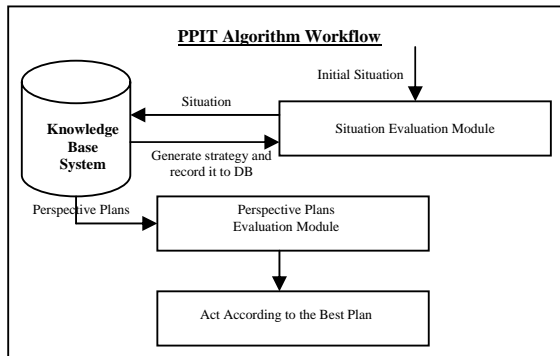 PPIT Algorithm Workflow
Initial Situation
Situation
Situation Evaluation Module
Knowledge
Base
System
Generate strategy and
record it to DB
Perspective Plans
Perspective Plans
Evaluation Module
Act According to the Best Plan